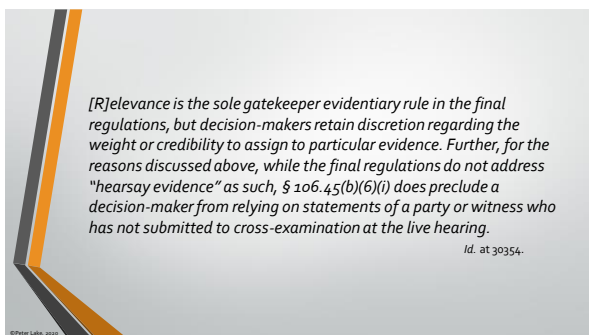 [R]elevance is the sole gatekeeper evidentiary rule in the final
regulations, but decision-makers retain discretion regarding the
weight or credibility to assign to particular evidence. Further, for the
reasons discussed above, while the final regulations do not address
“hearsay evidence” as such, § 106.45(b)(6)(i) does preclude a
decision-maker from relying on statements of a party or witness who
has not submitted to cross-examination at the live hearing.
Id. at 30354.
©Peter Lake, 2020